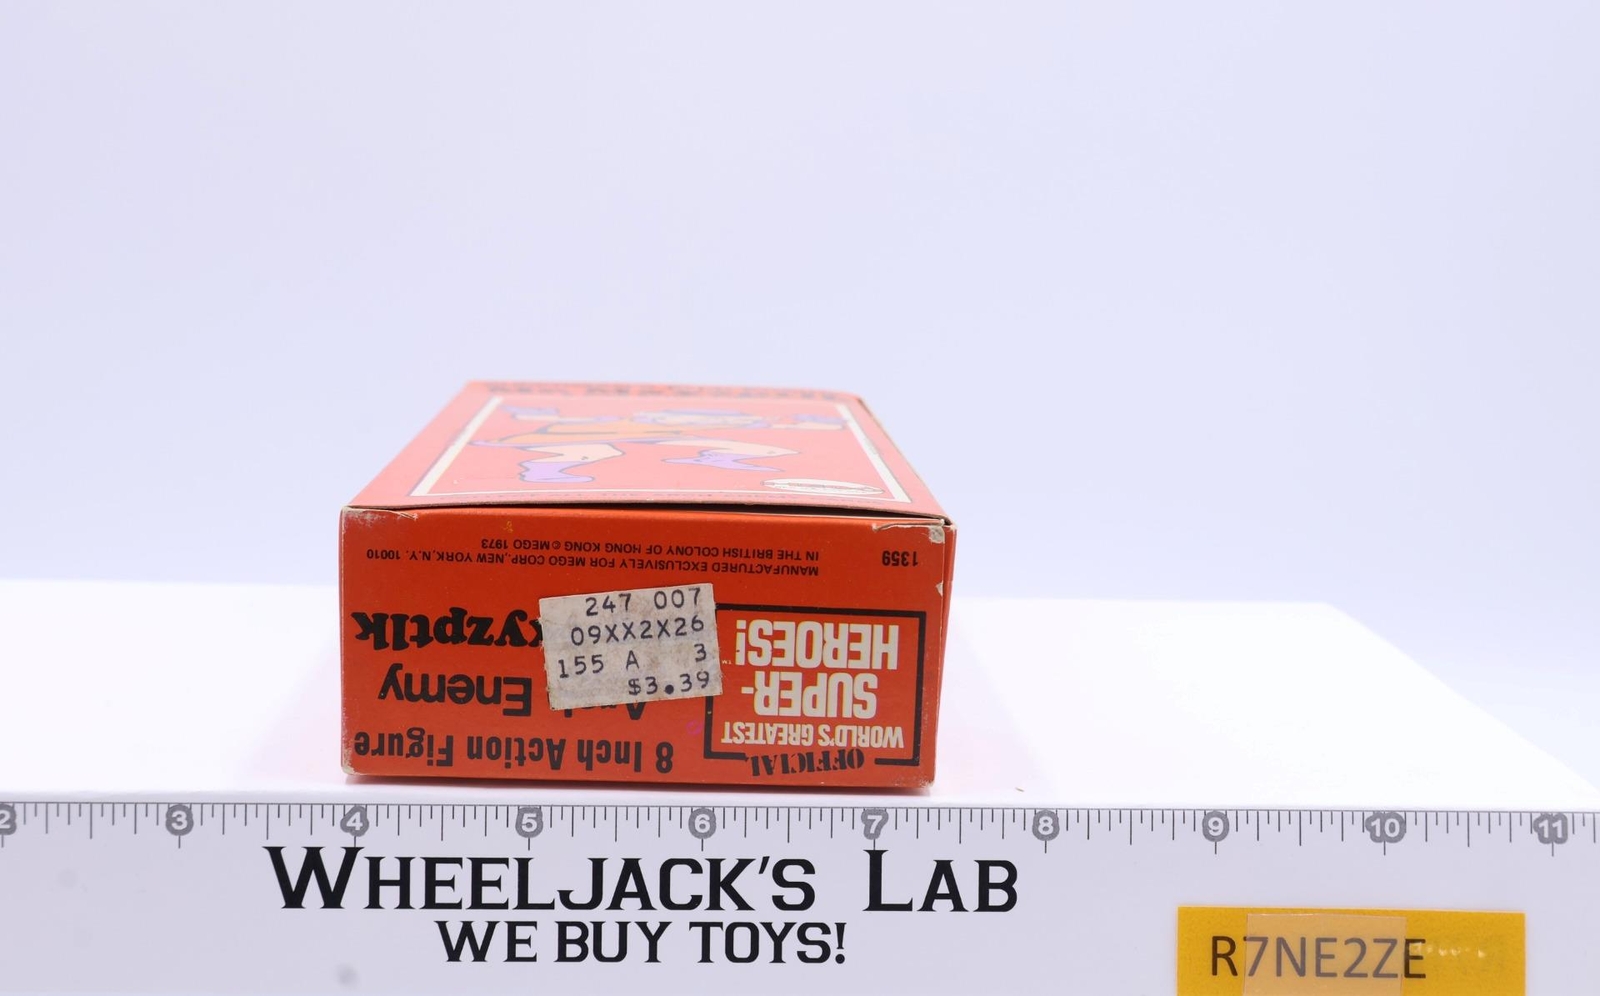 1359
MANUFACTURED EXCLUSIVELY FOR MEGO CORP., NEW YORK, N.Y. 10010
IN THE BRITISH COLONY OF HONG KONG © MEGO 1973
OFFICIAL
WORLD'S GREATEST
SUPER-
HEROES!™
8 Inch Action Figure
Enemy
247 007
09XX2X26
155 A 3
$3.39
2 3 4 5 6 7 8 9 10 11
WHEELJACK'S LAB
WE BUY TOYS!
R7NE2ZE